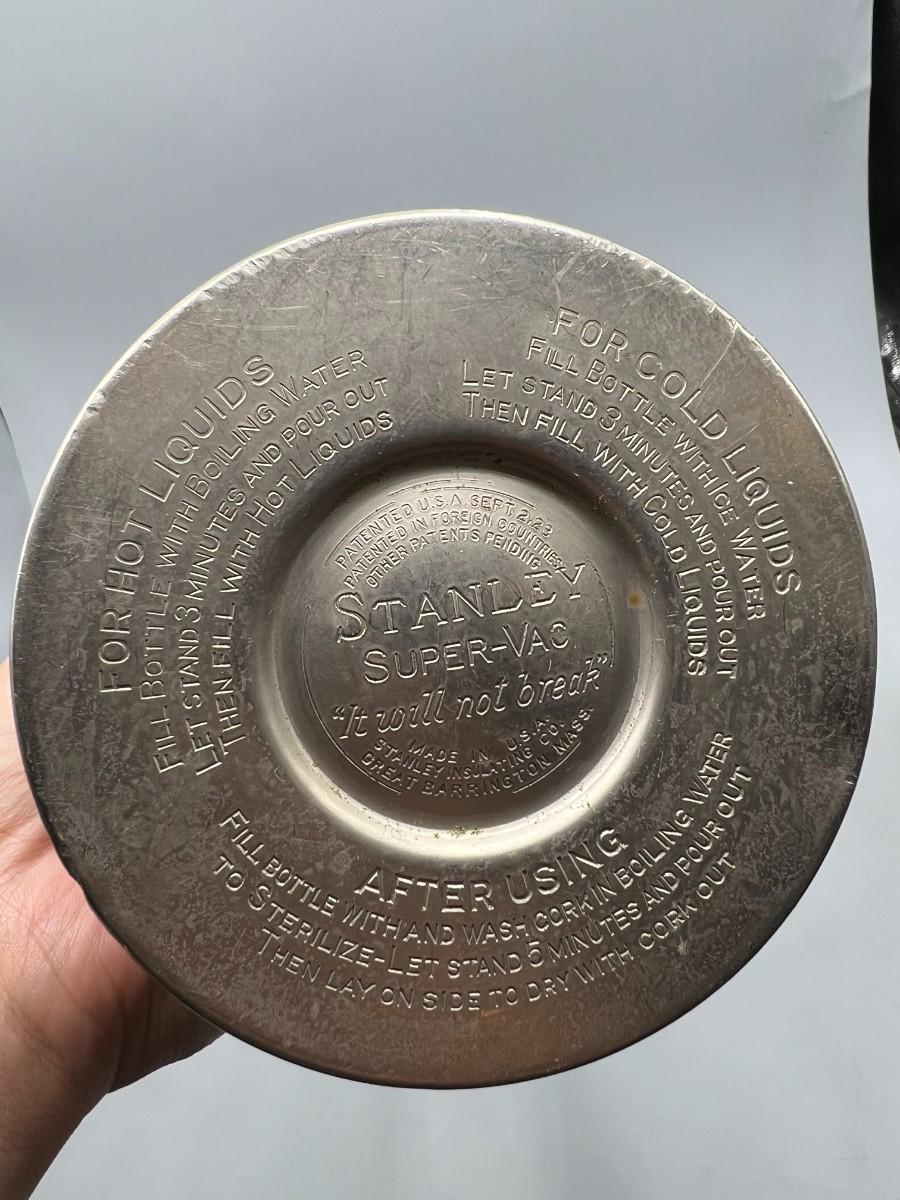 FOR HOT LIQUIDS
FILL BOTTLE WITH BOILING WATER
LET STAND 3 MINUTES AND POUR OUT
THEN FILL WITH HOT LIQUIDS
FOR COLD LIQUIDS
FILL BOTTLE WITH ICE WATER
LET STAND 3 MINUTES AND POUR OUT
THEN FILL WITH COLD LIQUIDS
PATENTED U.S.A. SEPT. 2, 23
PATENTED IN FOREIGN COUNTRIES
OTHER PATENTS PENDING
STANLEY
SUPER-VAC
"It will not break"
MADE IN U.S.A.
STANLEY INSULATING CO.
GREAT BARRINGTON MASS.
AFTER USING
FILL BOTTLE WITH AND WASH CORK IN BOILING WATER
TO STERILIZE-LET STAND 5 MINUTES AND POUR OUT
THEN LAY ON SIDE TO DRY WITH CORK OUT